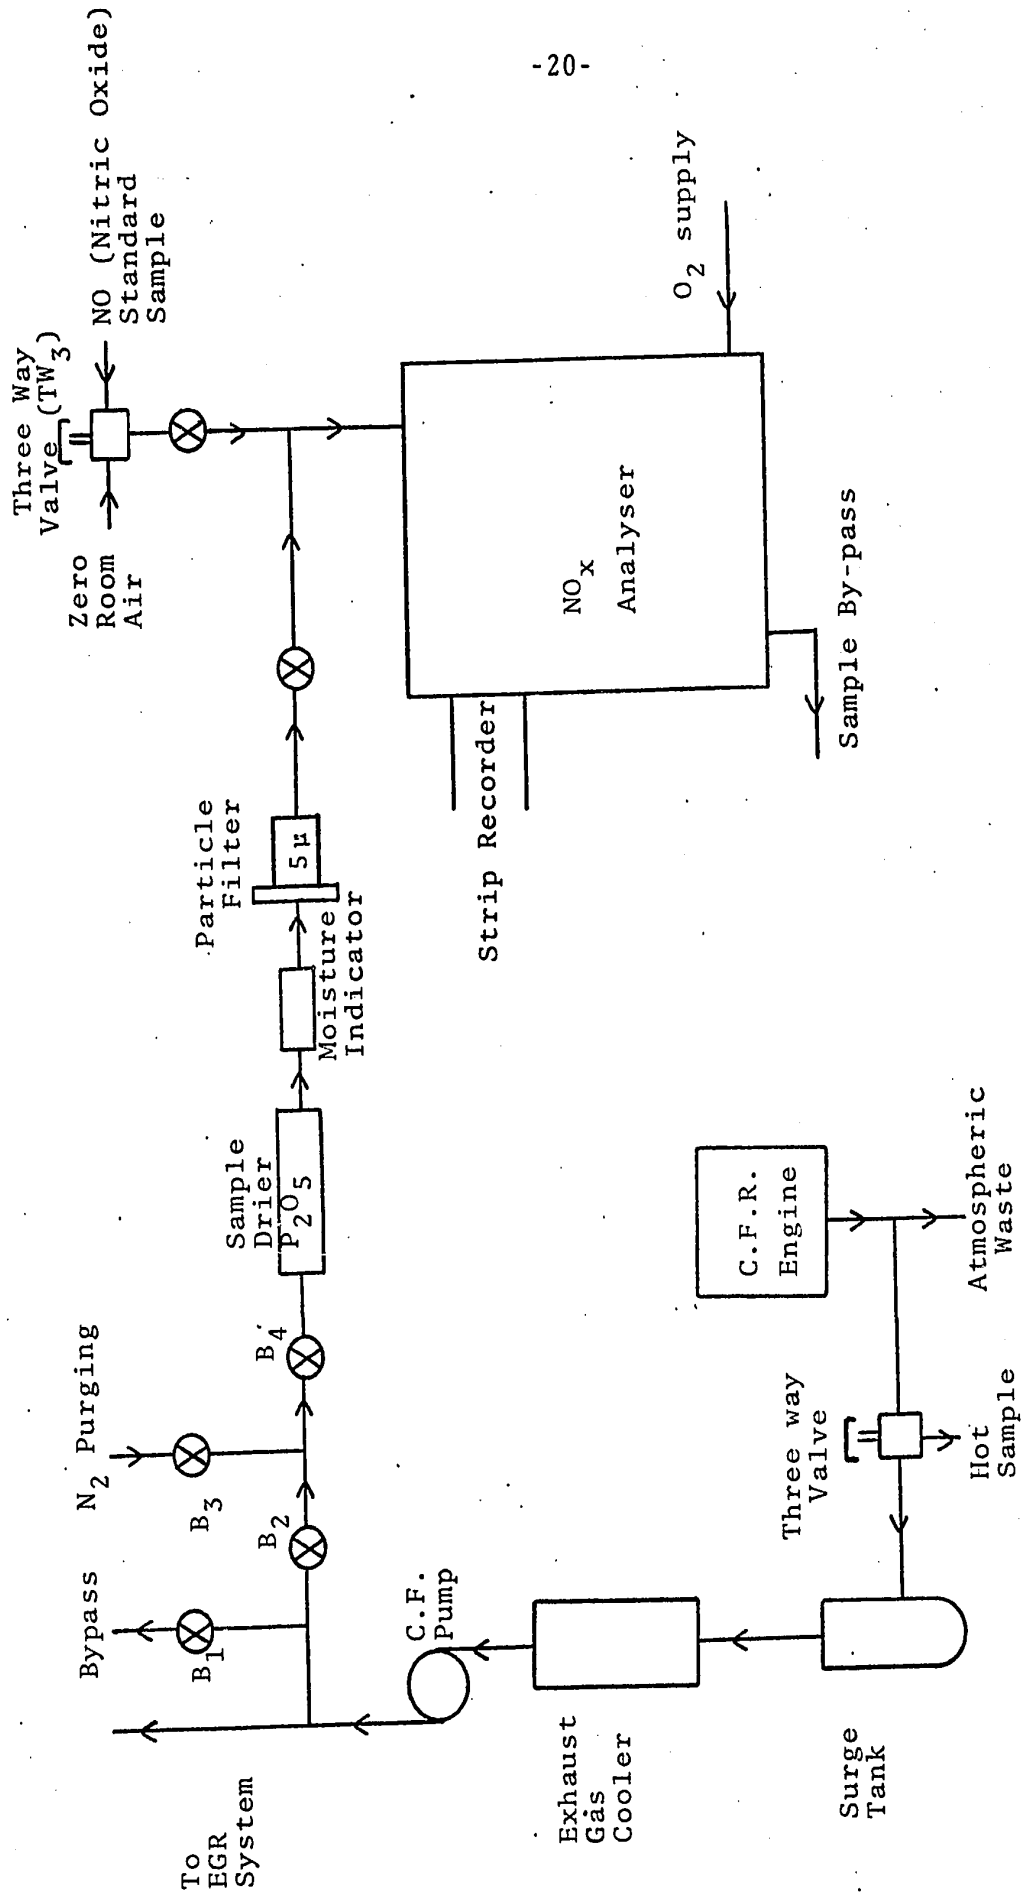 -20-
To
EGR
System
Bypass
B1
N2 Purging
B3
B2
B4
Sample
Drier
P2O5
Moisture
Indicator
Particle
Filter
5μ
Zero
Room
Air
Three Way
Valve (TW3)
NO (Nitric Oxide)
Standard
Sample
C.F.
Pump
Exhaust
Gas
Cooler
Surge
Tank
Three way
Valve
Hot
Sample
C.F.R.
Engine
Atmospheric
Waste
Strip Recorder
NOx
Analyser
Sample By-pass
O2 supply